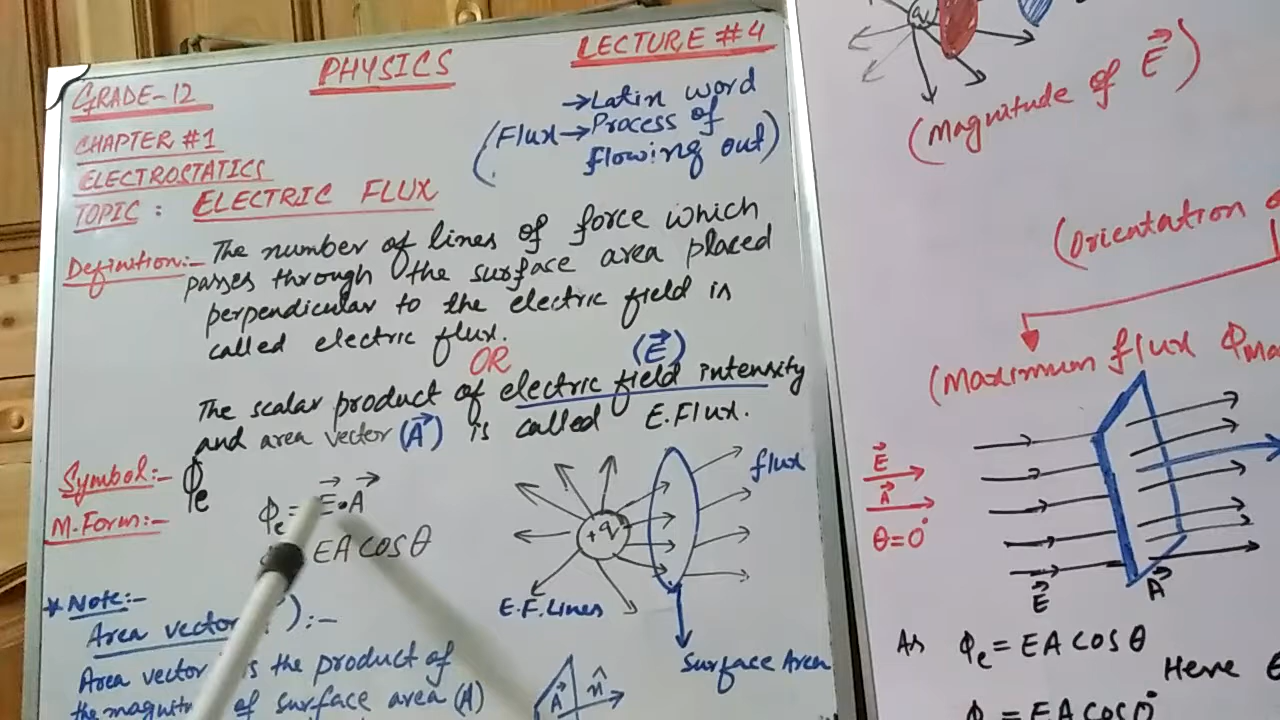 PHYSICS
LECTURE #4
GRADE-12
CHAPTER #1
ELECTROSTATICS
TOPIC : ELECTRIC FLUX
→Latin word
(Flux→Process of
flowing out)
Definition:- The number of lines of force which
passes through the surface area placed
perpendicular to the electric field is
called electric flux.
OR
(E⃗)
The scalar product of electric field intensity
and area vector (A⃗) is called E.Flux.
Symbol:- Φe
M.Form:-
Φe = E⃗·A⃗
EA cosθ
flux
+q
E.F.Lines
Surface Area
* Note:-
Area vector ):-
Area vector is the product of
the of surface area (A)
A⃗ n̂
(Magnitude of E⃗)
(Orientation
(Maximum flux Φma
E⃗
A⃗
θ=0°
E⃗
A⃗
As Φe = EA cosθ
Here
= EA cos0°